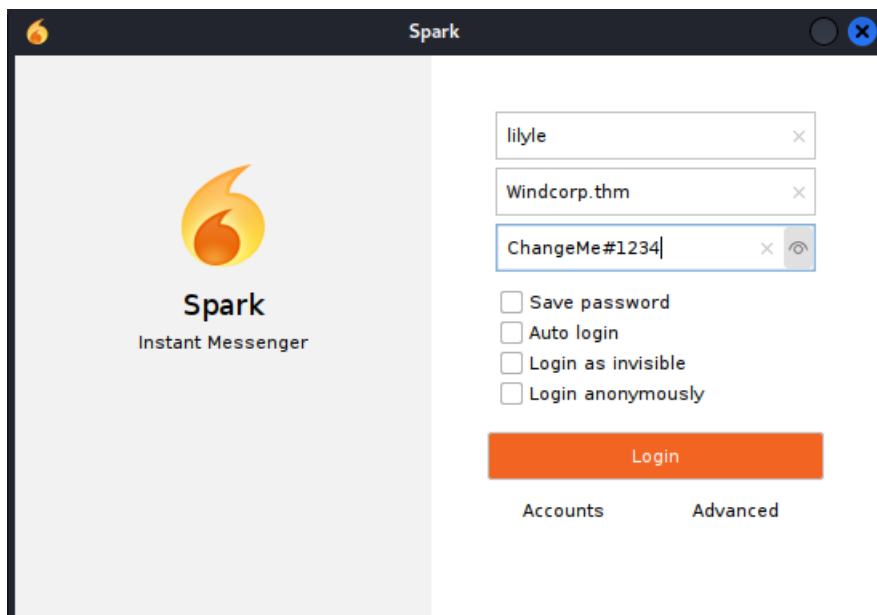 Spark
lilyle
Windcorp.thm
ChangeMe#1234
Spark
Instant Messenger
Save password
Auto login
Login as invisible
Login anonymously
Login
Accounts Advanced